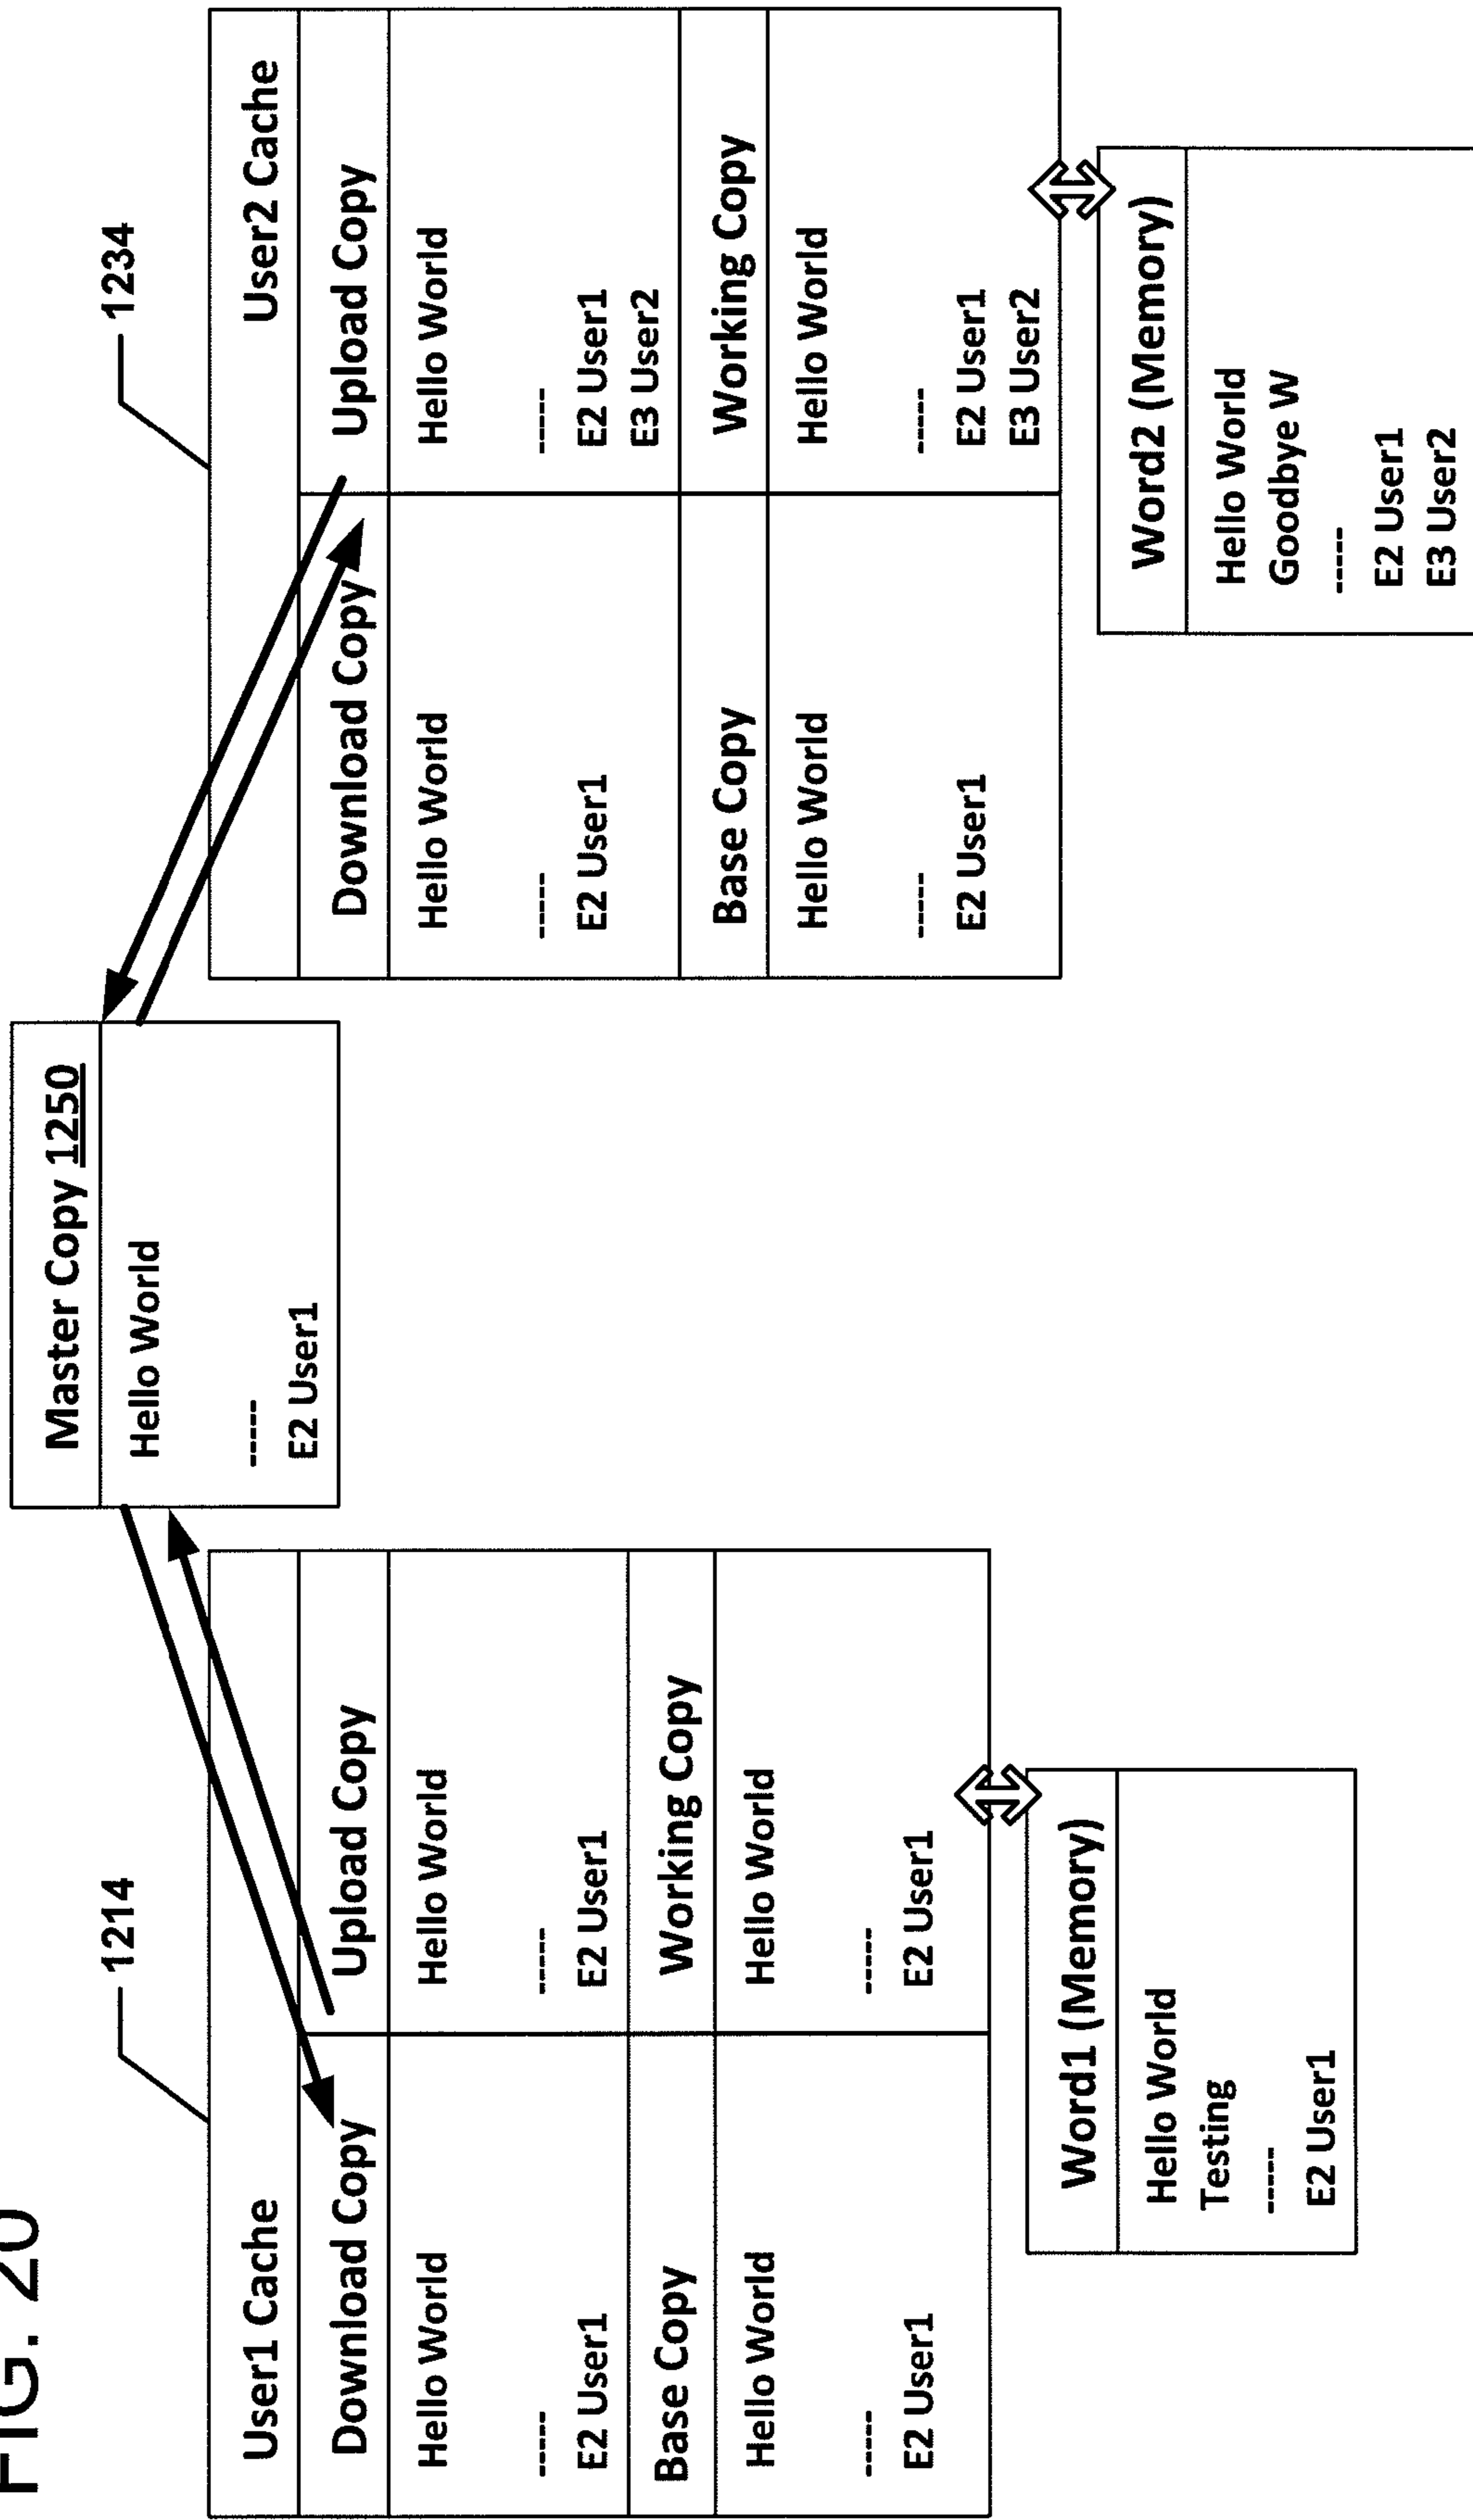 FIG. 20
Master Copy 1250
Hello World
-----
E2 User1
1214
User1 Cache
Download Copy
Hello World
-----
E2 User1
Upload Copy
Hello World
-----
E2 User1
Base Copy
Hello World
-----
E2 User1
Working Copy
Hello World
-----
E2 User1
Word1 (Memory)
Hello World
Testing
-----
E2 User1
1234
User2 Cache
Download Copy
Hello World
-----
E2 User1
Upload Copy
Hello World
-----
E2 User1
E3 User2
Base Copy
Hello World
-----
E2 User1
Working Copy
Hello World
-----
E2 User1
E3 User2
Word2 (Memory)
Hello World
Goodbye W
-----
E2 User1
E3 User2